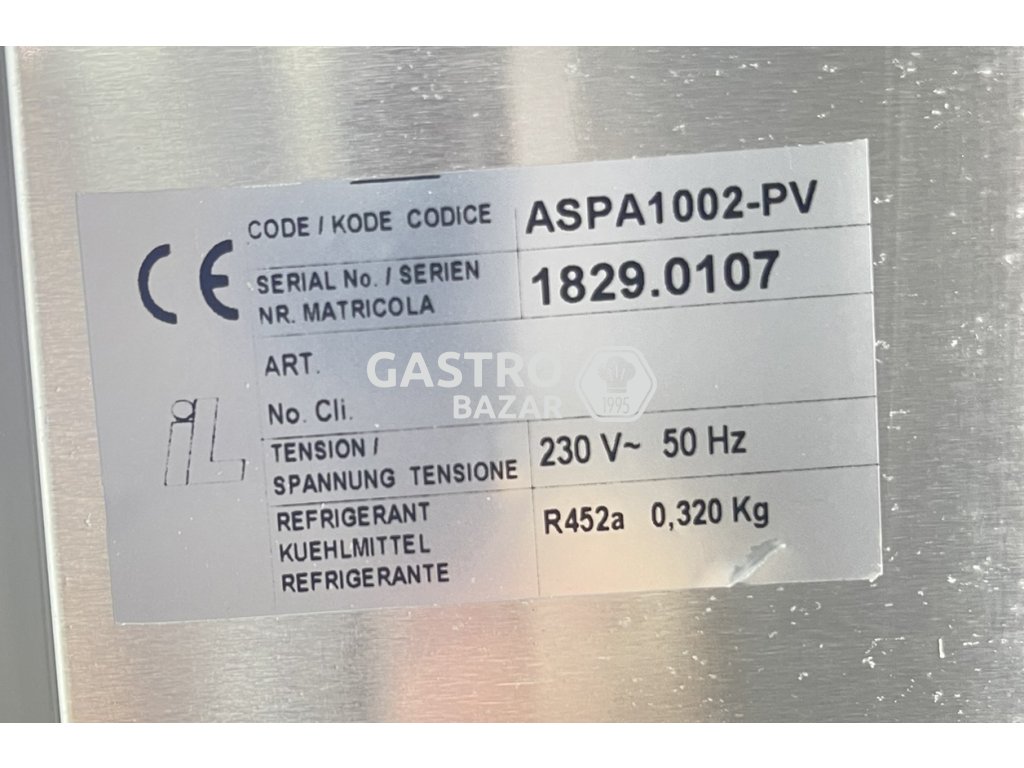 CE
CODE / KODE CODICE ASPA1002-PV
SERIAL No. / SERIEN
NR. MATRICOLA 1829.0107
ART.
GASTRO
No. Cli.
BAZAR
1995
iL
TENSION /
SPANNUNG TENSIONE 230 V~ 50 Hz
REFRIGERANT
KUEHLMITTEL R452a 0,320 Kg
REFRIGERANTE